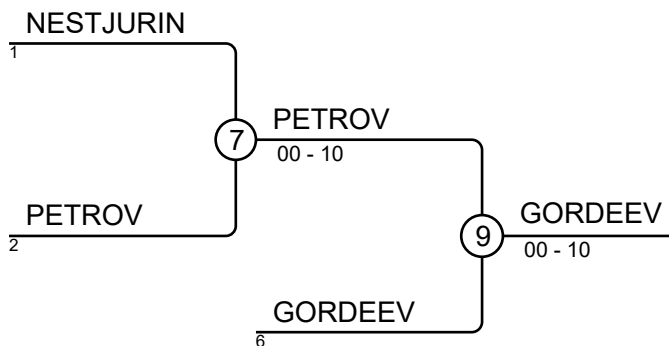 NESTJURIN
1
7
PETROV
00 - 10
PETROV
2
9
GORDEEV
00 - 10
GORDEEV
6